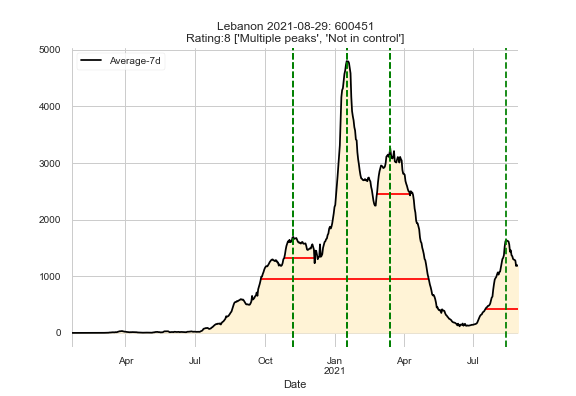 Lebanon 2021-08-29: 600451
Rating:8 ['Multiple peaks', 'Not in control']
Average-7d
5000
4000
3000
2000
1000
0
Apr
Jul
Oct
Jan
2021
Apr
Jul
Date